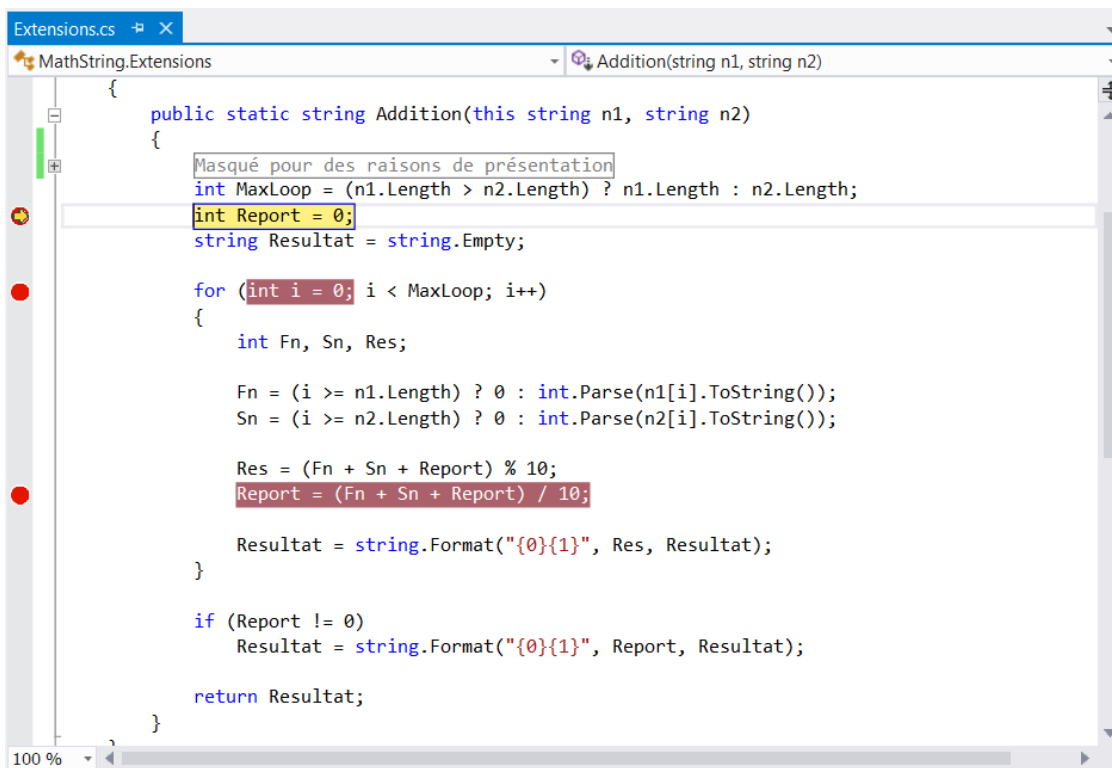 Extensions.cs
MathString.Extensions Addition(string n1, string n2)
{
public static string Addition(this string n1, string n2)
{
Masqué pour des raisons de présentation
int MaxLoop = (n1.Length > n2.Length) ? n1.Length : n2.Length;
int Report = 0;
string Resultat = string.Empty;
for (int i = 0; i < MaxLoop; i++)
{
int Fn, Sn, Res;
Fn = (i >= n1.Length) ? 0 : int.Parse(n1[i].ToString());
Sn = (i >= n2.Length) ? 0 : int.Parse(n2[i].ToString());
Res = (Fn + Sn + Report) % 10;
Report = (Fn + Sn + Report) / 10;
Resultat = string.Format("{0}{1}", Res, Resultat);
}
if (Report != 0)
Resultat = string.Format("{0}{1}", Report, Resultat);
return Resultat;
}
100 %